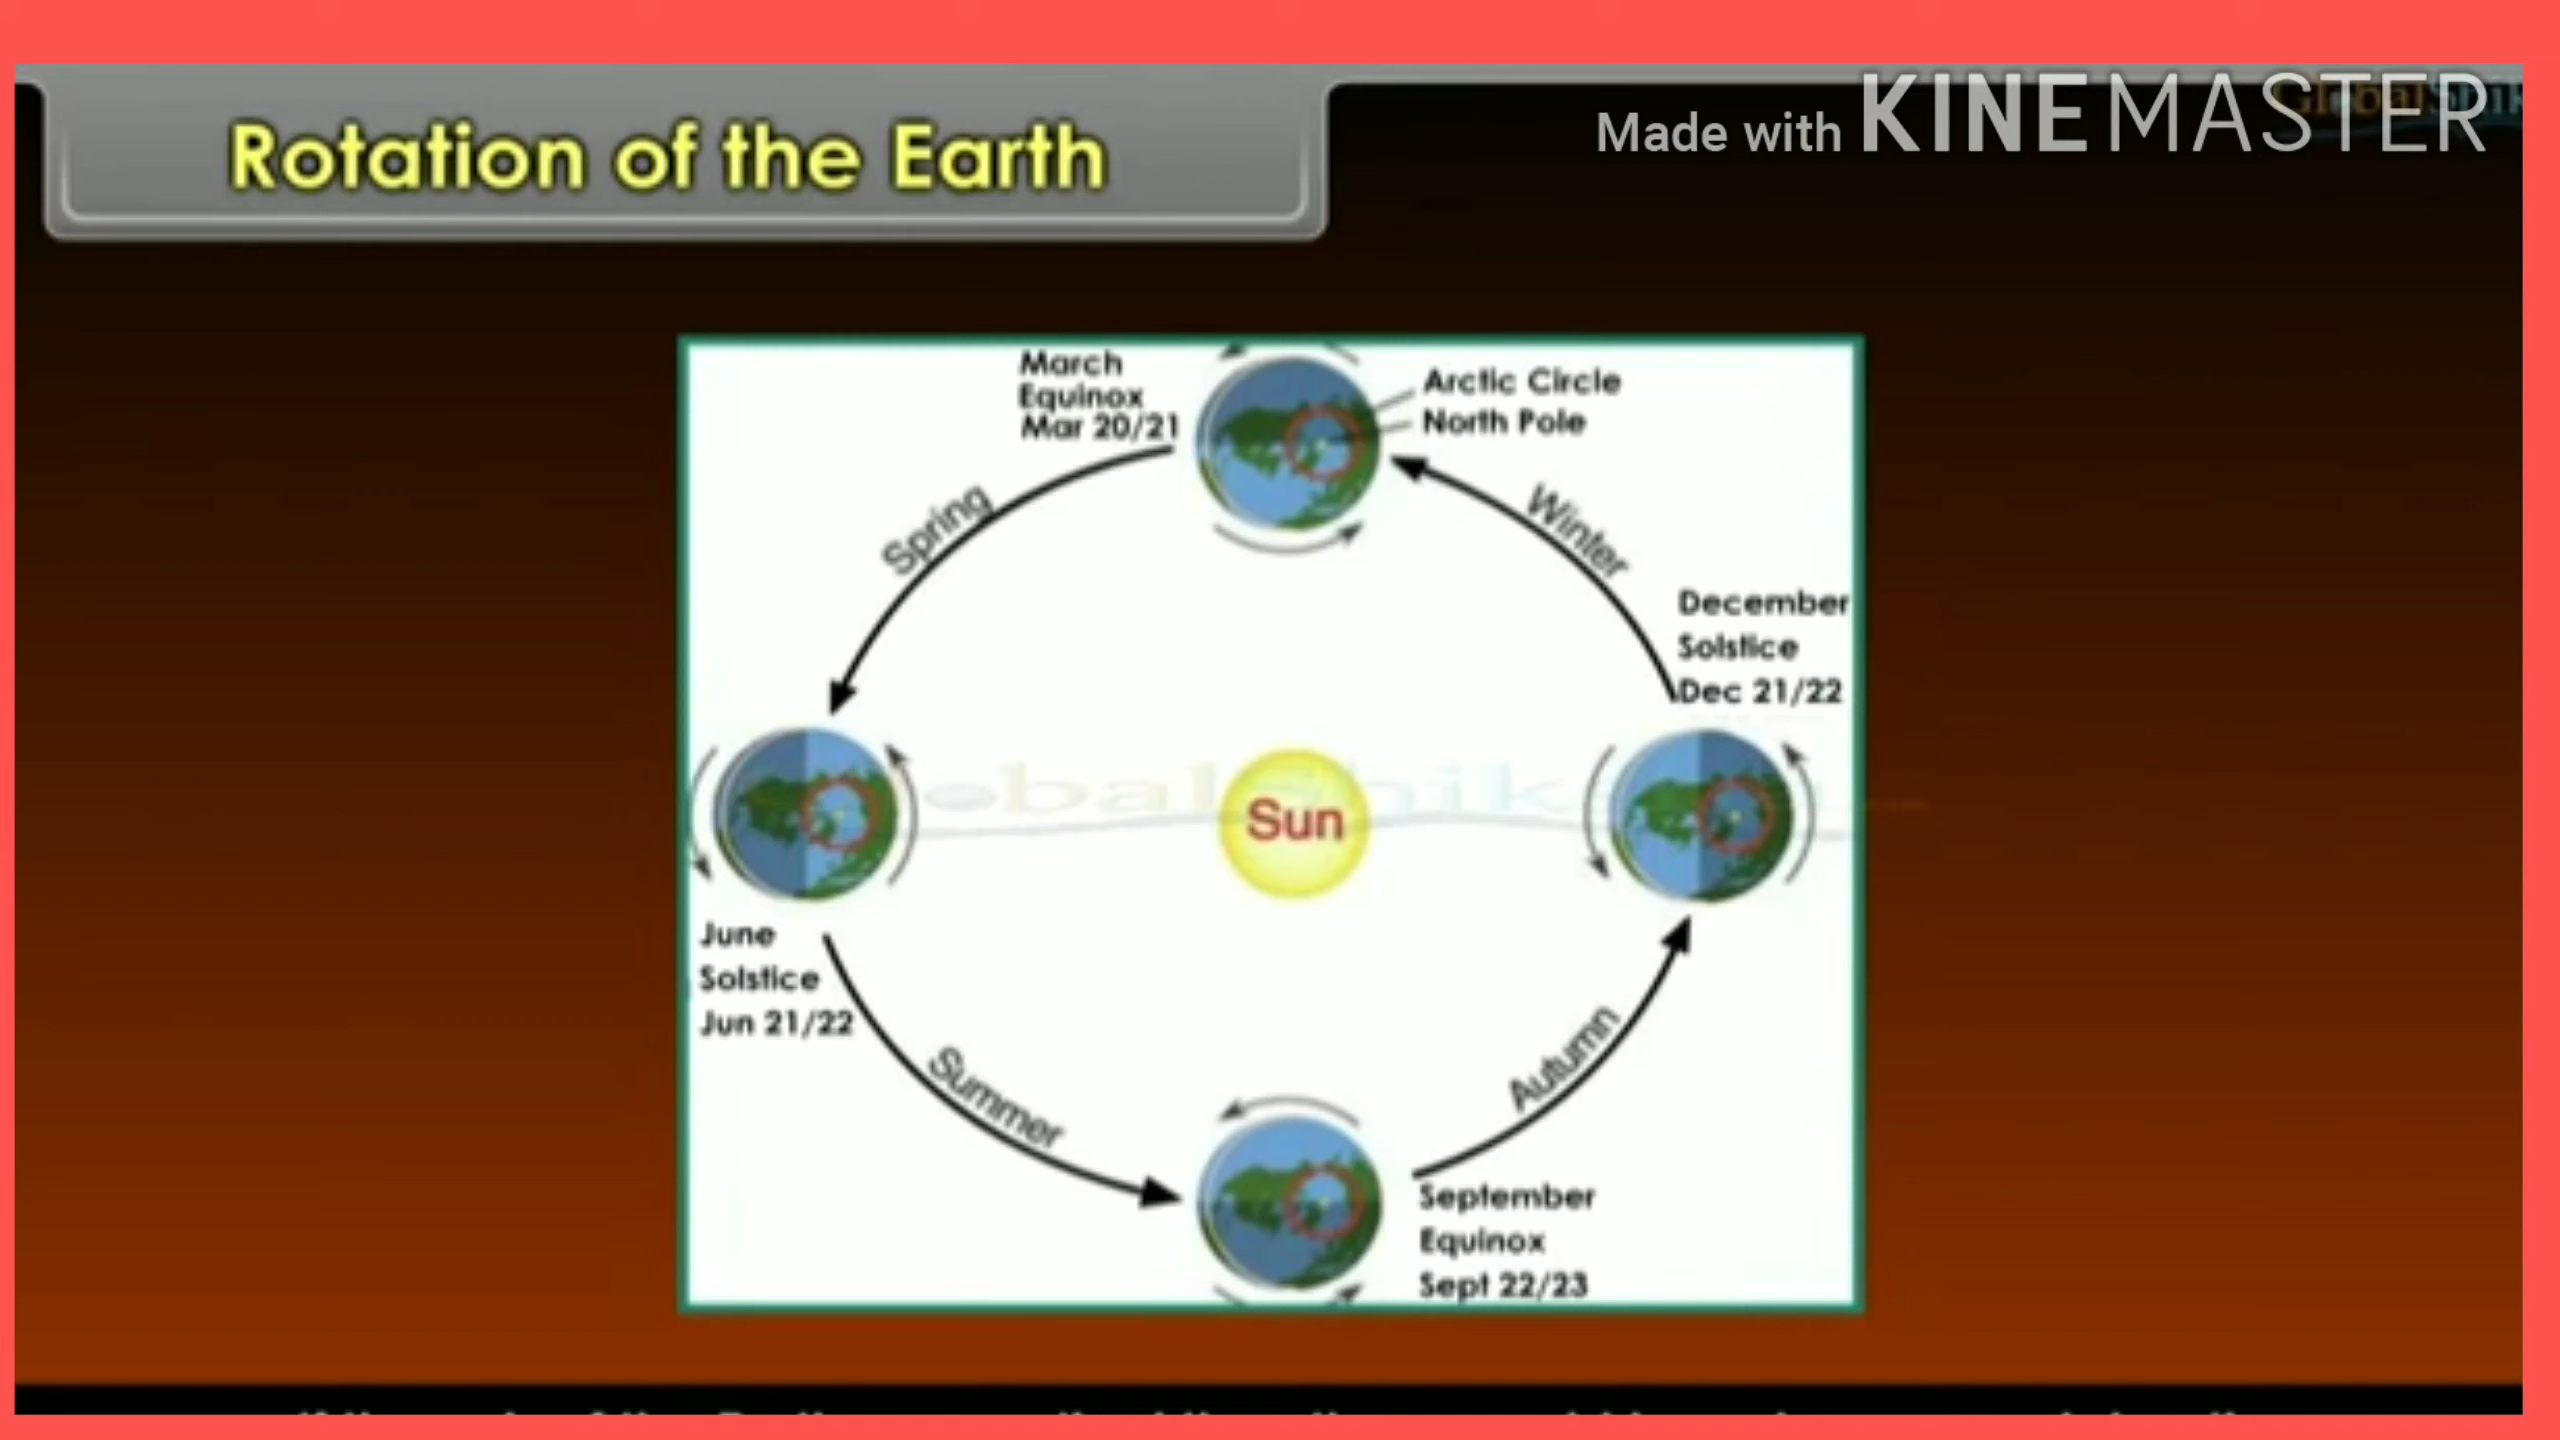 Rotation of the Earth
Made with KINEMASTER
March
Equinox
Mar 20/21
Arctic Circle
North Pole
Spring
Winter
December
Solstice
Dec 21/22
Sun
June
Solstice
Jun 21/22
Summer
Autumn
September
Equinox
Sept 22/23